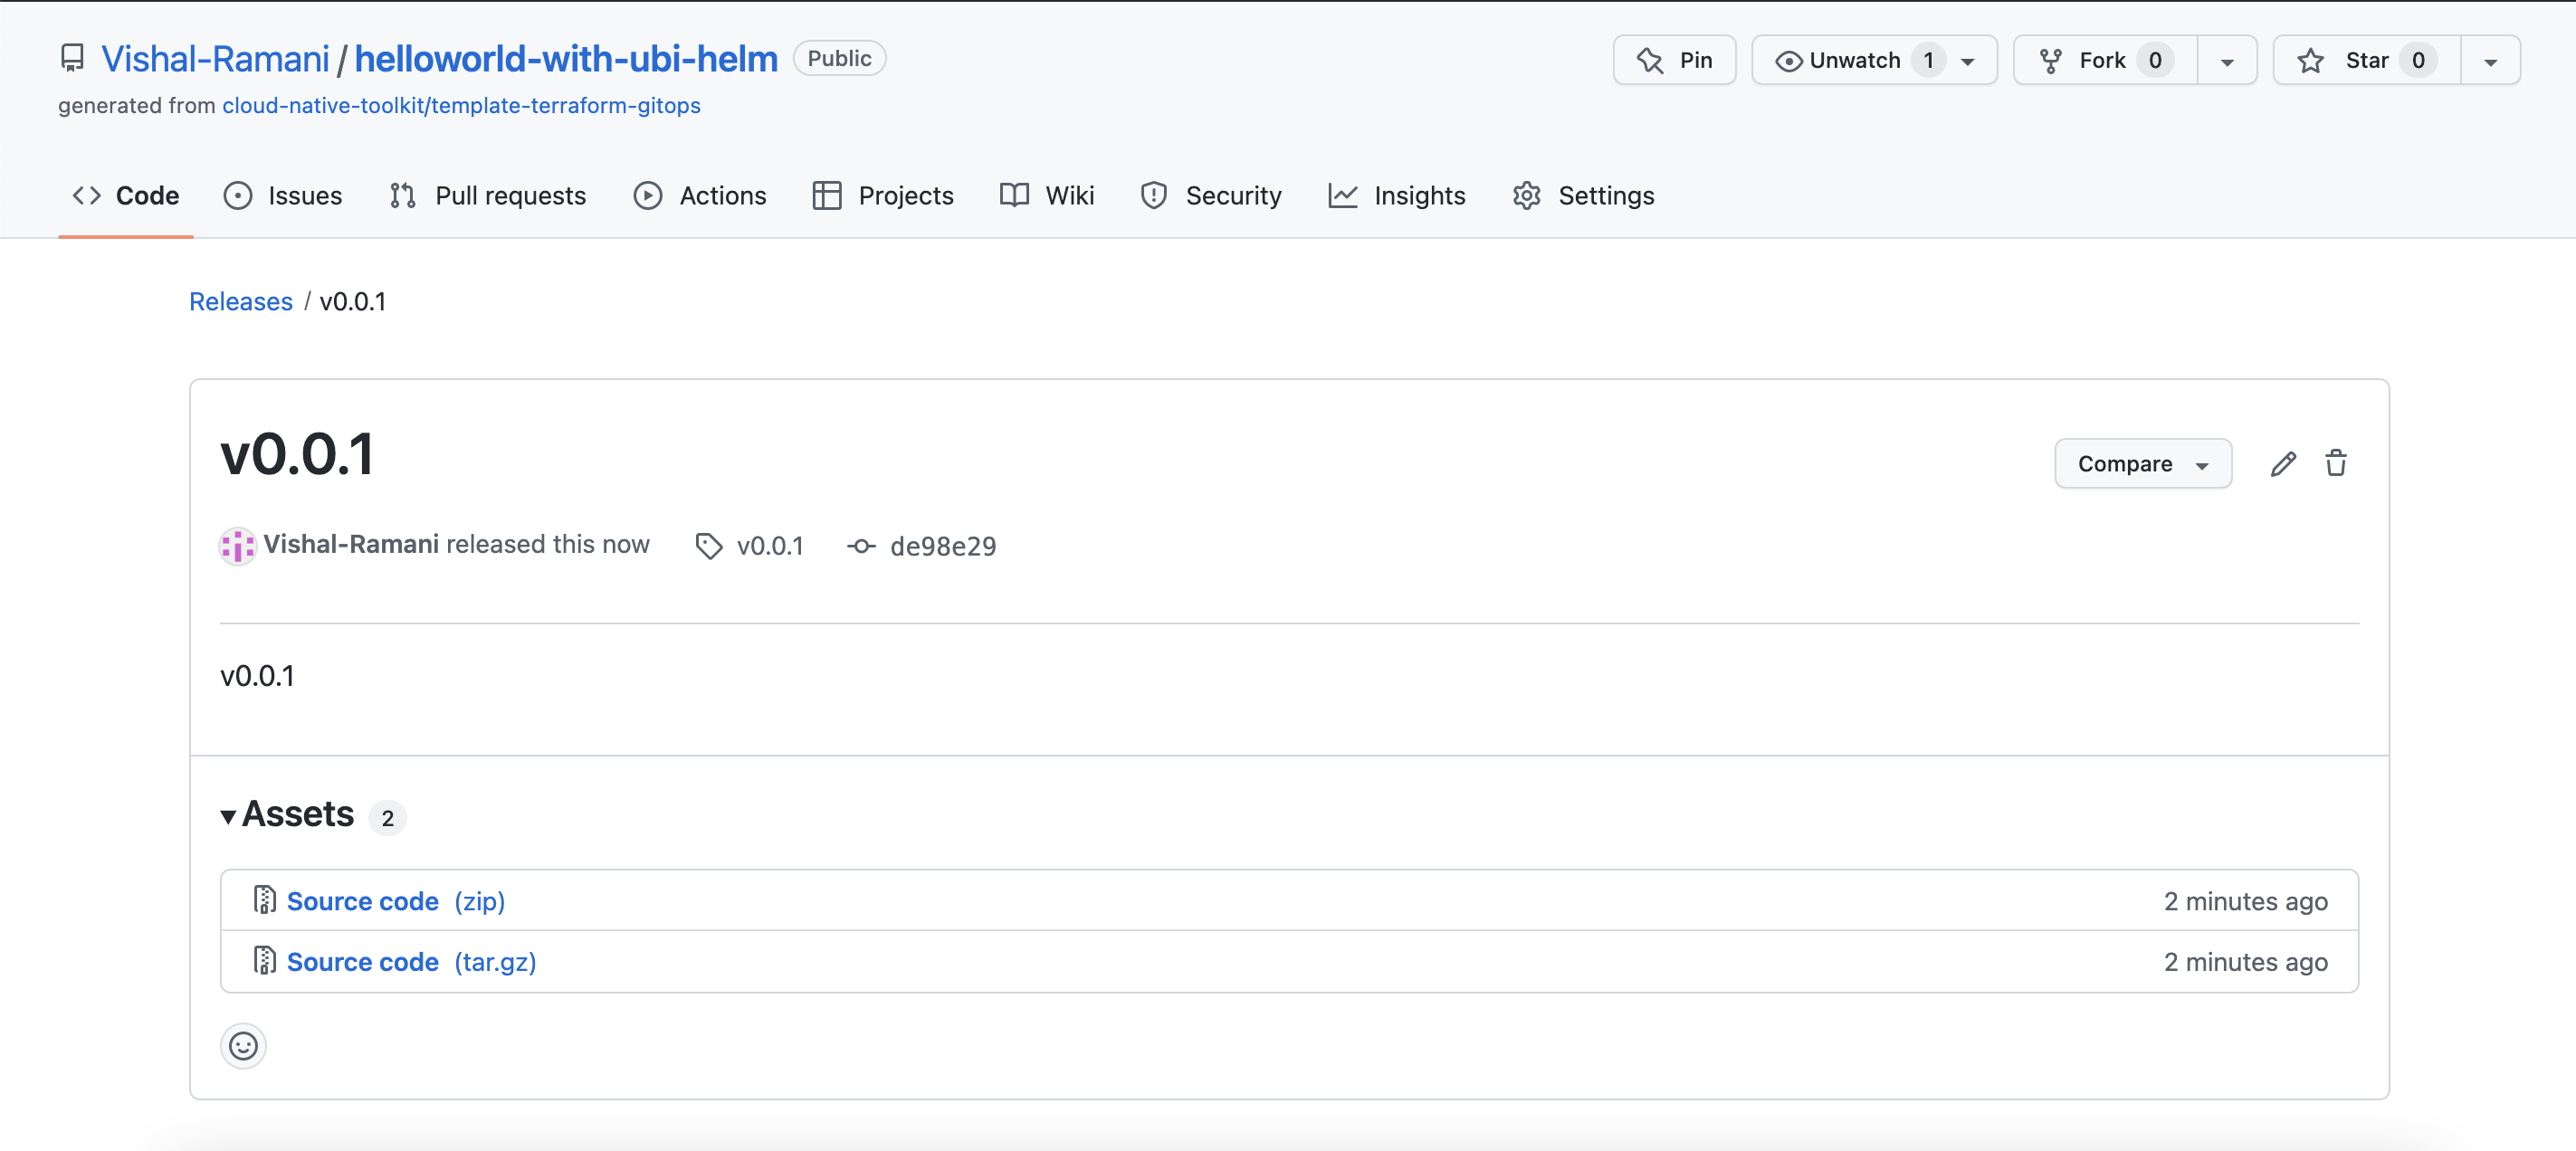 Vishal-Ramani / helloworld-with-ubi-helm Public
Pin Unwatch 1 Fork 0 Star 0
generated from cloud-native-toolkit/template-terraform-gitops
Code Issues Pull requests Actions Projects Wiki Security Insights Settings
Releases / v0.0.1
v0.0.1
Compare
Vishal-Ramani released this now v0.0.1 de98e29
v0.0.1
Assets 2
Source code (zip) 2 minutes ago
Source code (tar.gz) 2 minutes ago